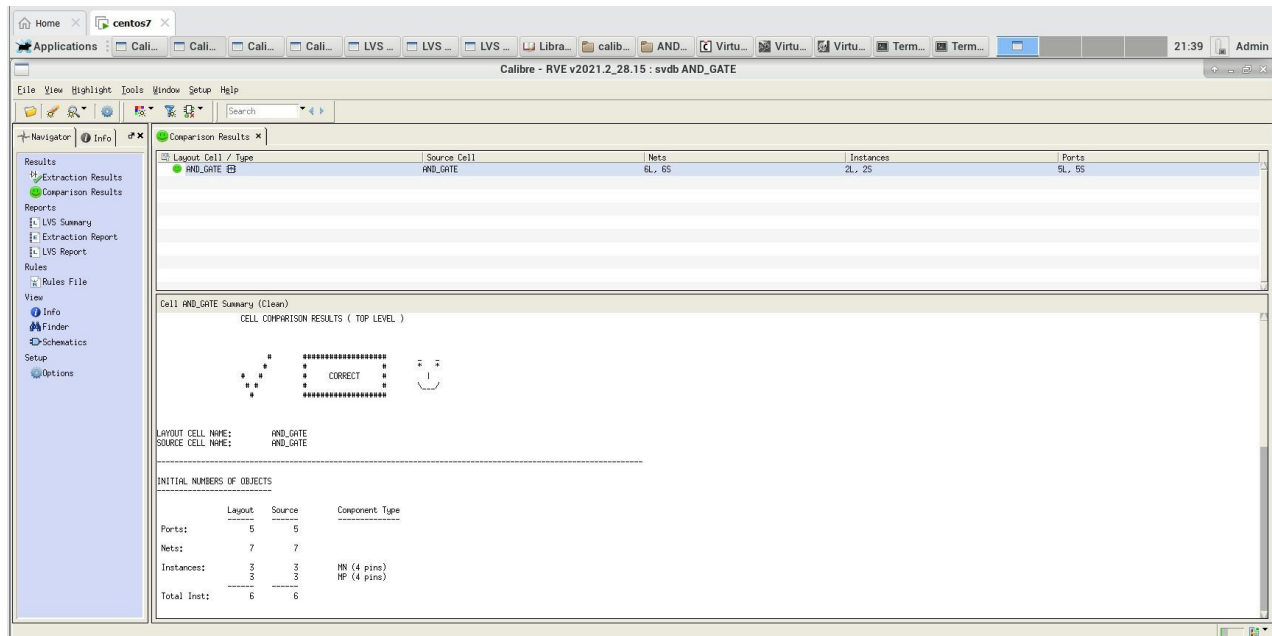 Home × centos7 ×
Applications Cali... Cali... Cali... Cali... LVS ... LVS ... LVS ... Libra... calib... AND... Virtu... Virtu... Virtu... Term... Term... 21:39 Admin
Calibre - RVE v2021.2_28.15 : svdb AND_GATE
File View Highlight Tools Window Setup Help
Search
Navigator Info
Comparison Results ×
Results
Extraction Results
Comparison Results
Reports
LVS Summary
Extraction Report
LVS Report
Rules
Rules File
View
Info
Finder
Schematics
Setup
Options
Layout Cell / Type Source Cell Nets Instances Ports
AND_GATE AND_GATE 6L, 6S 2L, 2S 5L, 5S
Cell AND_GATE Summary (Clean)
CELL COMPARISON RESULTS ( TOP LEVEL )
CORRECT
LAYOUT CELL NAME: AND_GATE
SOURCE CELL NAME: AND_GATE
INITIAL NUMBERS OF OBJECTS
Layout Source Component Type
Ports: 5 5
Nets: 7 7
Instances: 3 3 MN (4 pins)
3 3 MP (4 pins)
Total Inst: 6 6